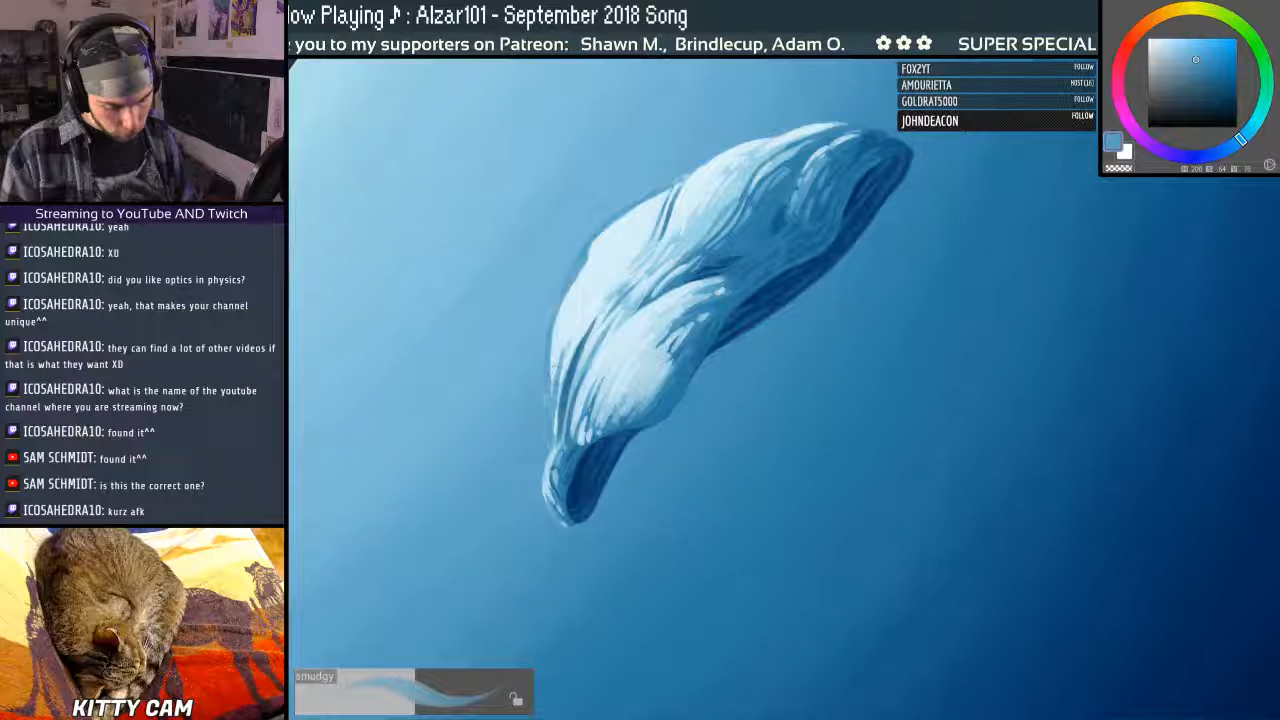 ow Playing ♪ : Alzar101 - September 2018 Song
you to my supporters on Patreon: Shawn M., Brindlecup, Adam O. ✿ ✿ ✿ SUPER SPECIAL
FOXZYT FOLLOW
AMOURIETTA HOST(16)
GOLDRAT5000 FOLLOW
JOHNDEACON FOLLOW
Streaming to YouTube AND Twitch
ICOSAHEDRA10: yeah
ICOSAHEDRA10: XD
ICOSAHEDRA10: did you like optics in physics?
ICOSAHEDRA10: yeah, that makes your channel
unique^^
ICOSAHEDRA10: they can find a lot of other videos if
that is what they want XD
ICOSAHEDRA10: what is the name of the youtube
channel where you are streaming now?
ICOSAHEDRA10: found it^^
SAM SCHMIDT: found it^^
SAM SCHMIDT: is this the correct one?
ICOSAHEDRA10: kurz afk
KITTY CAM
smudgy